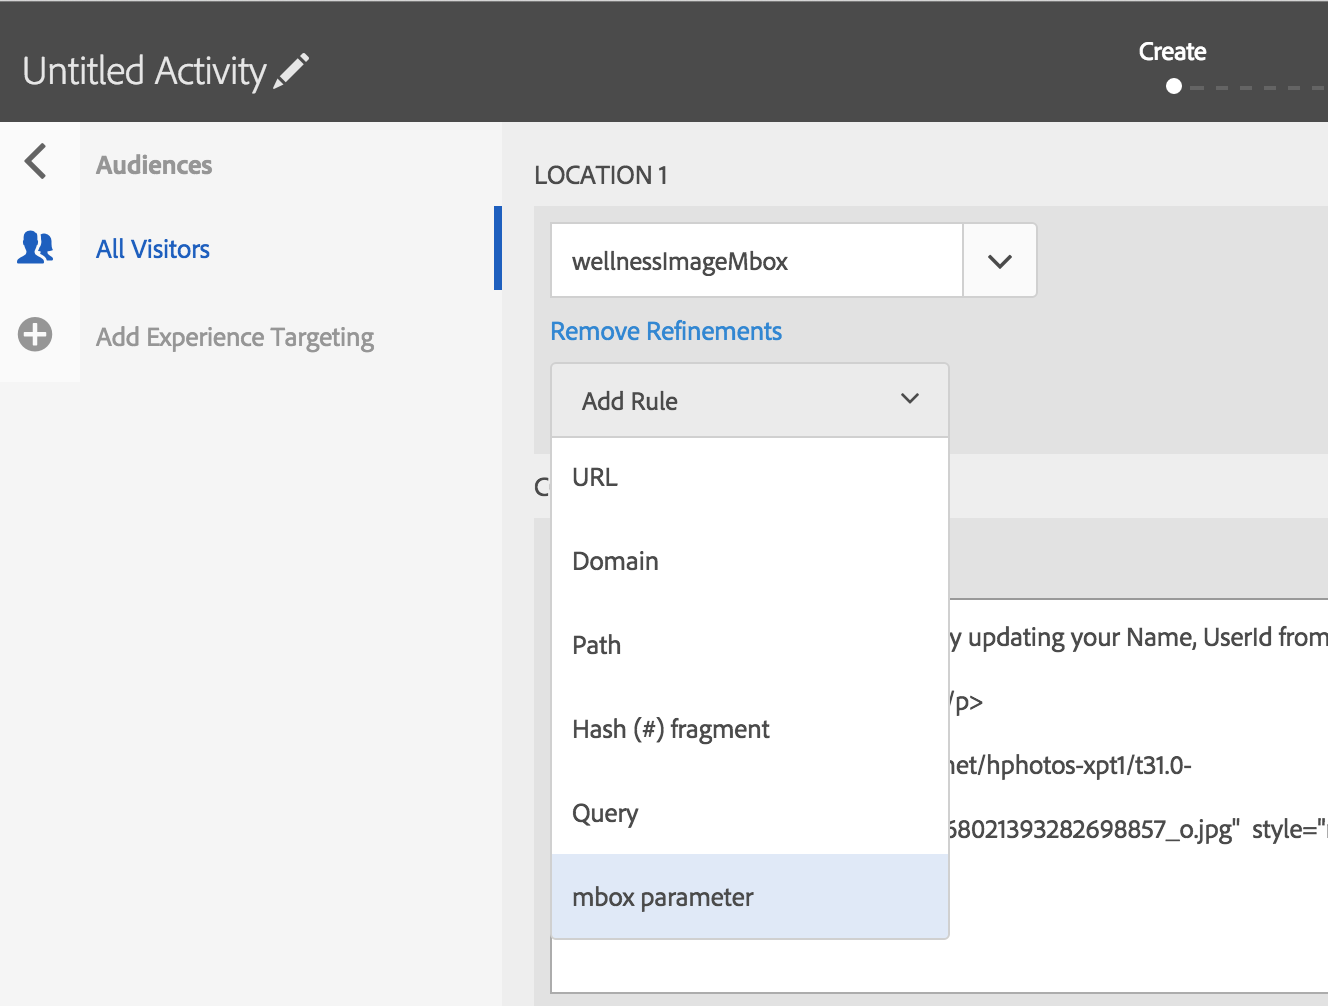 Untitled Activity
Create
Audiences
All Visitors
Add Experience Targeting
LOCATION 1
wellnessImageMbox
Remove Refinements
Add Rule
URL
Domain
Path
Hash (#) fragment
Query
mbox parameter
y updating your Name, UserId from
/p>
net/hphotos-xpt1/t31.0-
68021393282698857_o.jpg" style="